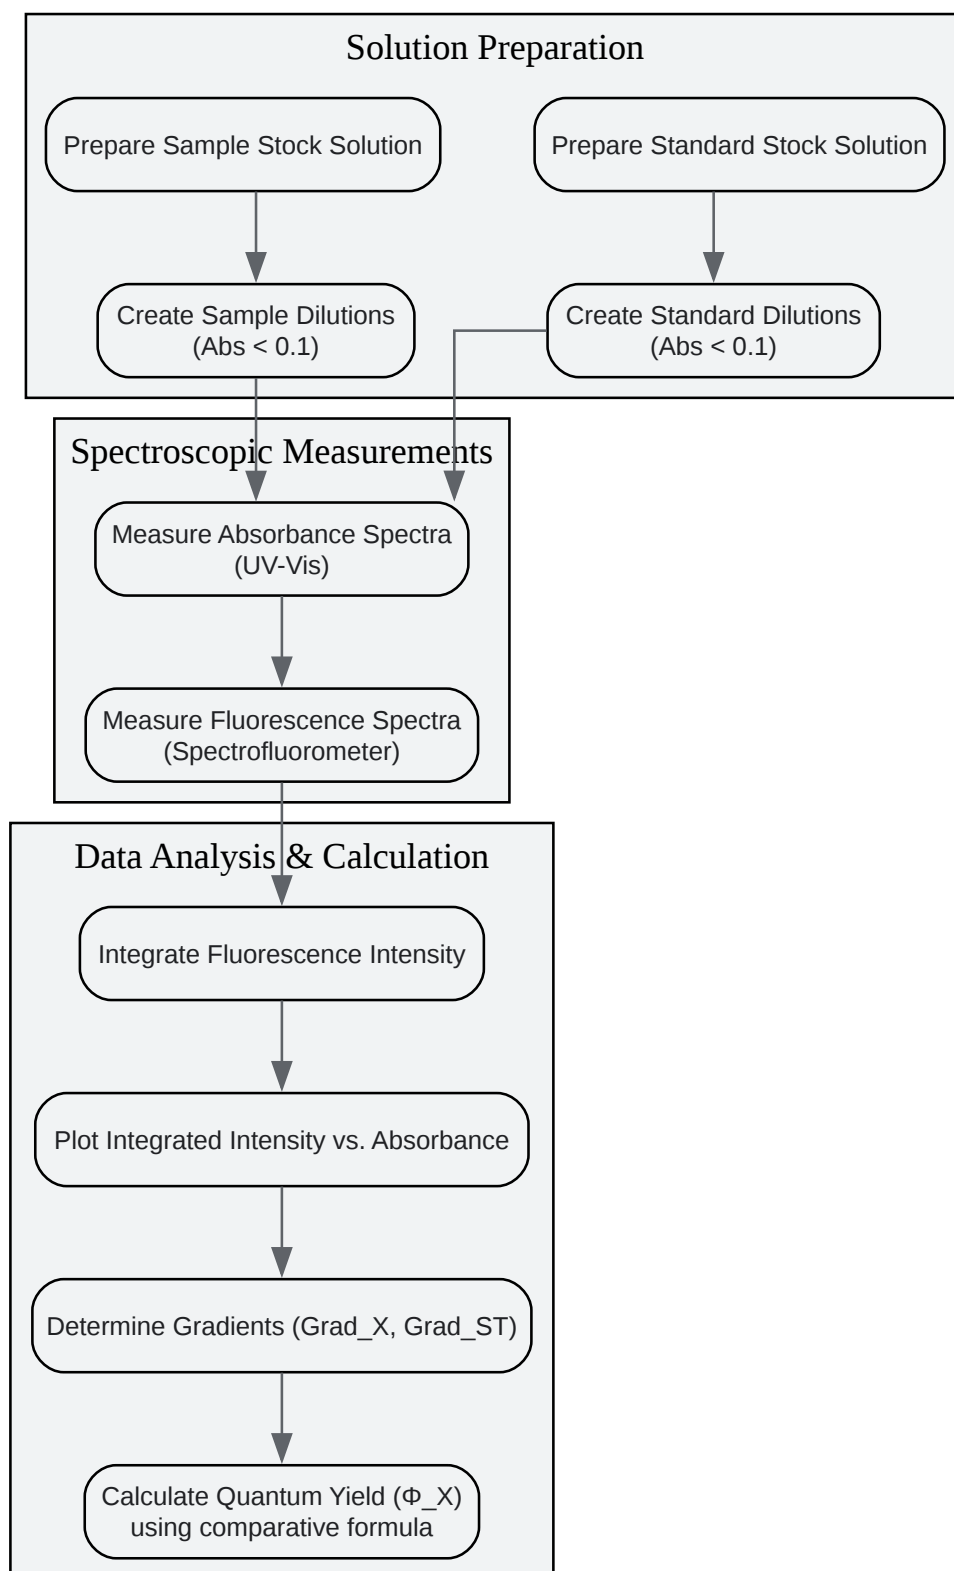 Solution Preparation
Prepare Sample Stock Solution
Prepare Standard Stock Solution
Create Sample Dilutions
(Abs < 0.1)
Create Standard Dilutions
(Abs < 0.1)
Spectroscopic Measurements
Measure Absorbance Spectra
(UV-Vis)
Measure Fluorescence Spectra
(Spectrofluorometer)
Data Analysis & Calculation
Integrate Fluorescence Intensity
Plot Integrated Intensity vs. Absorbance
Determine Gradients (Grad_X, Grad_ST)
Calculate Quantum Yield (Φ_X)
using comparative formula